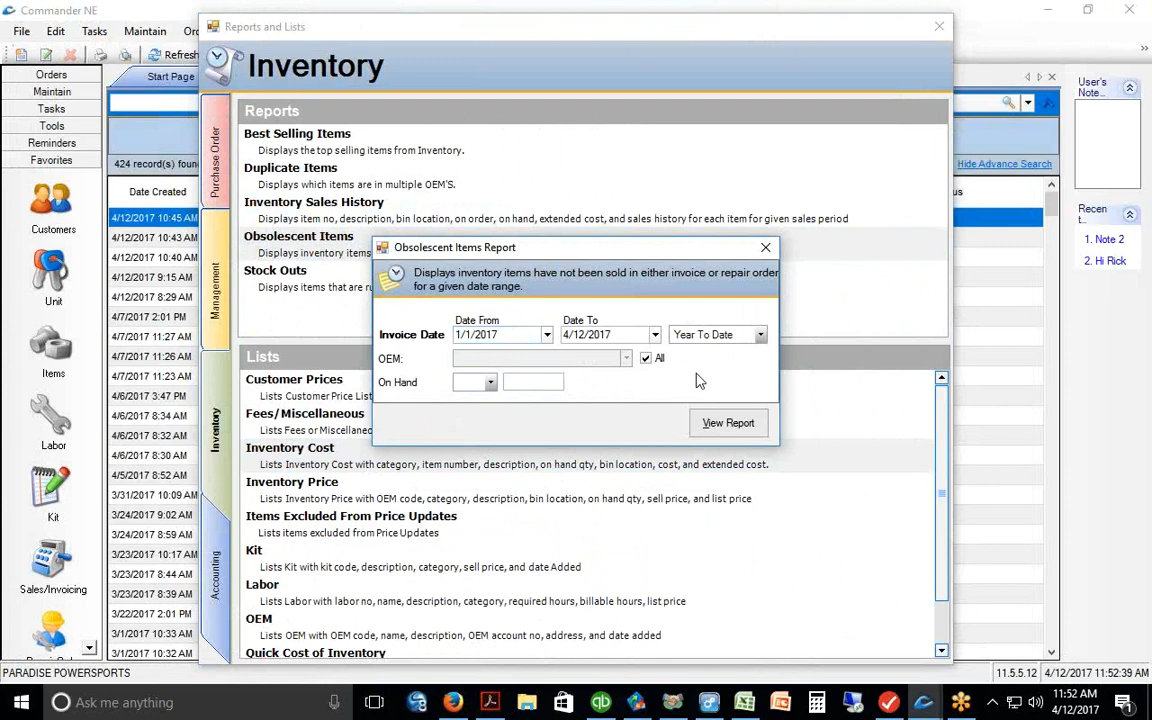 Commander NE
File Edit Tasks Maintain Or
Refresh
Orders
Maintain
Tasks
Tools
Reminders
Favorites
Customers
Unit
Items
Labor
Kit
Sales/Invoicing
Start Page
424 record(s) foun
Hide Advance Search
Date Created
us
4/12/2017 10:45 AM
4/12/2017 10:43 AM
4/12/2017 10:40 AM
4/12/2017 9:15 AM
4/12/2017 8:29 AM
4/7/2017 2:01 PM
4/7/2017 11:27 AM
4/7/2017 11:27 AM
4/6/2017 3:47 PM
4/6/2017 8:34 AM
4/6/2017 8:32 AM
4/6/2017 8:30 AM
4/5/2017 8:52 AM
3/31/2017 10:09 AM
3/24/2017 9:02 AM
3/24/2017 8:59 AM
3/23/2017 10:17 AM
3/23/2017 8:44 AM
3/23/2017 8:39 AM
3/22/2017 2:01 PM
3/1/2017 10:33 AM
3/1/2017 10:32 AM
Reports and Lists
Inventory
Purchase Order
Management
Inventory
Accounting
Reports
Best Selling Items
Displays the top selling items from Inventory.
Duplicate Items
Displays which items are in multiple OEM'S.
Inventory Sales History
Displays item no, description, bin location, on order, on hand, extended cost, and sales history for each item for given sales period
Obsolescent Items
Displays inventory items
Stock Outs
Displays items that are ru
Lists
Customer Prices
Lists Customer Price List
Fees/Miscellaneous
Lists Fees or Miscellaneo
Inventory Cost
Lists Inventory Cost with category, item number, description, on hand qty, bin location, cost, and extended cost.
Inventory Price
Lists Inventory Price with OEM code, category, description, bin location, on hand qty, sell price, and list price
Items Excluded From Price Updates
Lists items excluded from Price Updates
Kit
Lists Kit with kit code, description, category, sell price, and date Added
Labor
Lists Labor with labor no, name, description, category, required hours, billable hours, list price
OEM
Lists OEM with OEM code, name, description, OEM account no, address, and date added
Quick Cost of Inventory
Obsolescent Items Report
Displays inventory items have not been sold in either invoice or repair order
for a given date range.
Date From Date To
Invoice Date 1/1/2017 4/12/2017 Year To Date
OEM: All
On Hand
View Report
User's
Note...
Recen
t...
1. Note 2
2. Hi Rick
PARADISE POWERSPORTS
11.5.5.12 4/12/2017 11:52:39 AM
Ask me anything
11:52 AM
4/12/2017
1